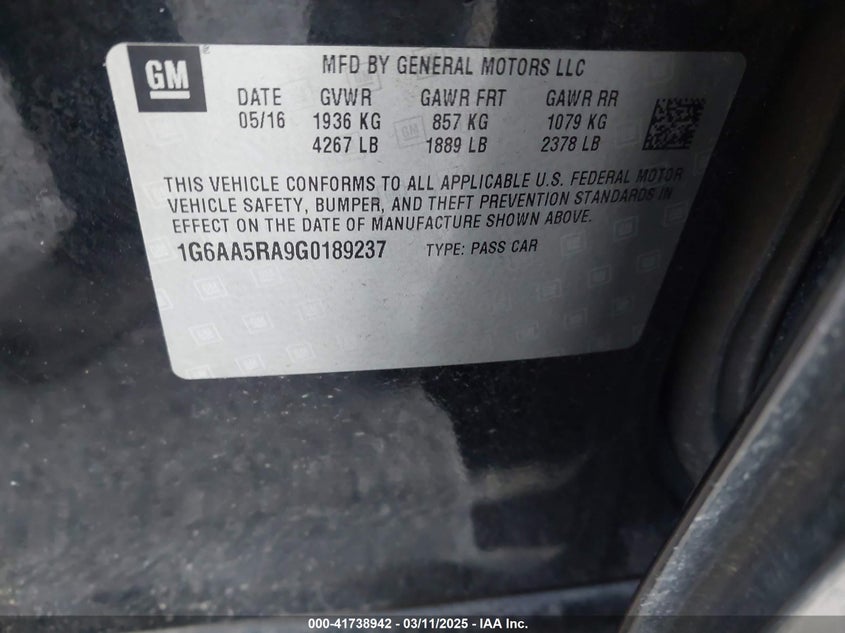 GM
MFD BY GENERAL MOTORS LLC
DATE GVWR GAWR FRT GAWR RR
05/16 1936 KG 857 KG 1079 KG
4267 LB 1889 LB 2378 LB
THIS VEHICLE CONFORMS TO ALL APPLICABLE U.S. FEDERAL MOTOR
VEHICLE SAFETY, BUMPER, AND THEFT PREVENTION STANDARDS IN
EFFECT ON THE DATE OF MANUFACTURE SHOWN ABOVE.
1G6AA5RA9G0189237 TYPE: PASS CAR
000-41738942 - 03/11/2025 - IAA Inc.